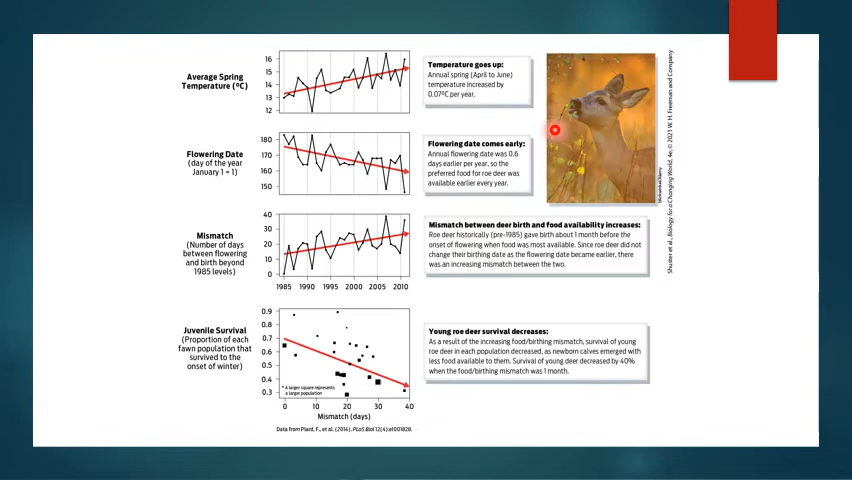 Average Spring
Temperature (ºC)
16
15
14
13
12
Temperature goes up:
Annual spring (April to June)
temperature increased by
0.07ºC per year.
Flowering Date
(day of the year
January 1 = 1)
180
170
160
150
Flowering date comes early:
Annual flowering date was 0.6
days earlier per year, so the
preferred food for roe deer was
available earlier every year.
Mismatch
(Number of days
between flowering
and birth beyond
1985 levels)
40
30
20
10
0
1985 1990 1995 2000 2005 2010
Mismatch between deer birth and food availability increases:
Roe deer historically (pre-1985) gave birth about 1 month before the
onset of flowering when food was most available. Since roe deer did not
change their birthing date as the flowering date became earlier, there
was an increasing mismatch between the two.
Juvenile Survival
(Proportion of each
fawn population that
survived to the
onset of winter)
0.9
0.8
0.7
0.6
0.5
0.4
0.3
* A larger square represents
a larger population
0 10 20 30 40
Mismatch (days)
Young roe deer survival decreases:
As a result of the increasing food/birthing mismatch, survival of young
roe deer in each population decreased, as newborn calves emerged with
less food available to them. Survival of young deer decreased by 40%
when the food/birthing mismatch was 1 month.
Data from Plard, F., et al. (2014). PLoS Biol 12(4):e1001828.
Shuster et al., Biology for a Changing World, 4e, © 2021 W. H. Freeman and Company